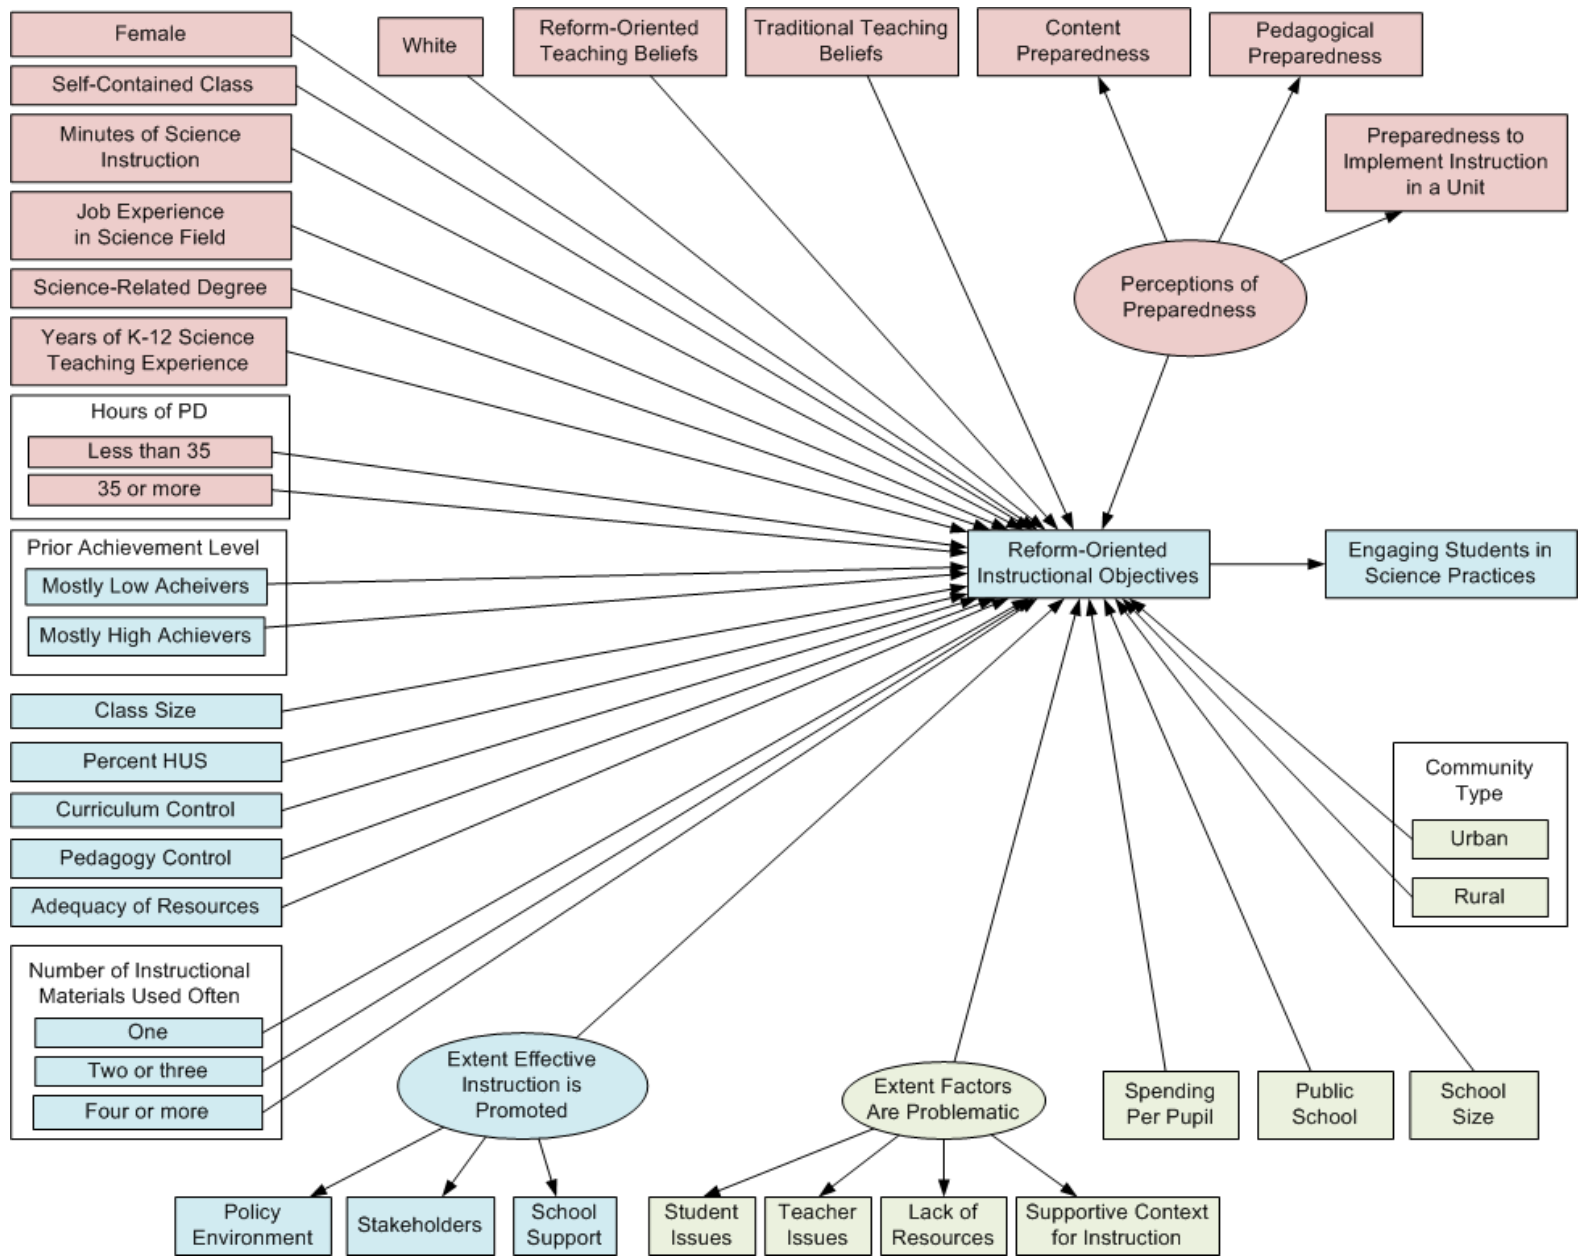 Female
Self-Contained Class
Minutes of Science
Instruction
Job Experience
in Science Field
Science-Related Degree
Years of K-12 Science
Teaching Experience
Hours of PD
Less than 35
35 or more
Prior Achievement Level
Mostly Low Acheivers
Mostly High Achievers
Class Size
Percent HUS
Curriculum Control
Pedagogy Control
Adequacy of Resources
Number of Instructional
Materials Used Often
One
Two or three
Four or more
White
Reform-Oriented
Teaching Beliefs
Traditional Teaching
Beliefs
Content
Preparedness
Pedagogical
Preparedness
Preparedness to
Implement Instruction
in a Unit
Perceptions of
Preparedness
Reform-Oriented
Instructional Objectives
Engaging Students in
Science Practices
Community
Type
Urban
Rural
Extent Effective
Instruction is
Promoted
Extent Factors
Are Problematic
Spending
Per Pupil
Public
School
School
Size
Policy
Environment
Stakeholders
School
Support
Student
Issues
Teacher
Issues
Lack of
Resources
Supportive Context
for Instruction